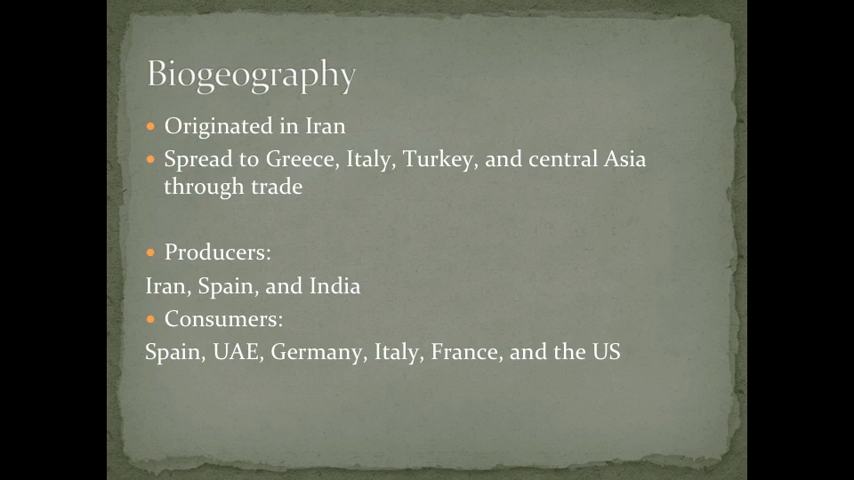 Biogeography
• Originated in Iran
• Spread to Greece, Italy, Turkey, and central Asia
through trade
• Producers:
Iran, Spain, and India
• Consumers:
Spain, UAE, Germany, Italy, France, and the US